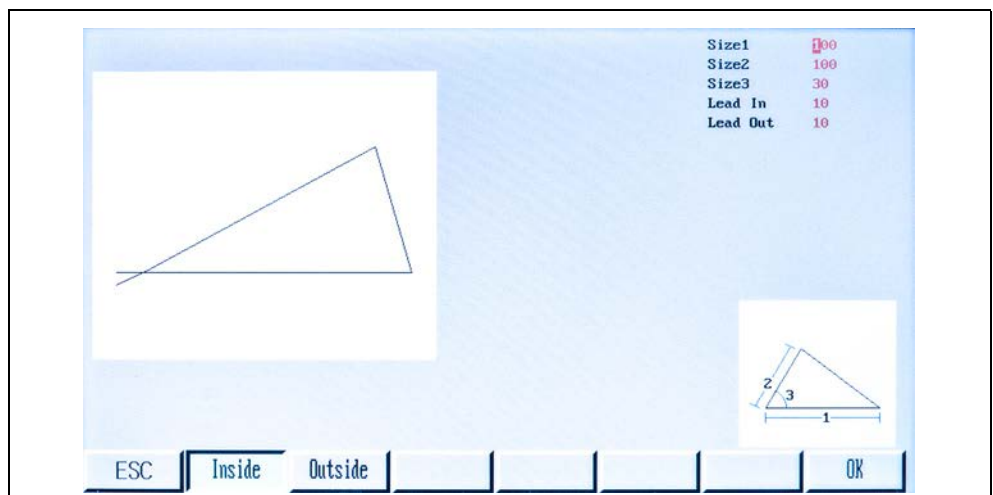 Size1 100
Size2 100
Size3 30
Lead In 10
Lead Out 10
2
3
1
ESC Inside Outside OK